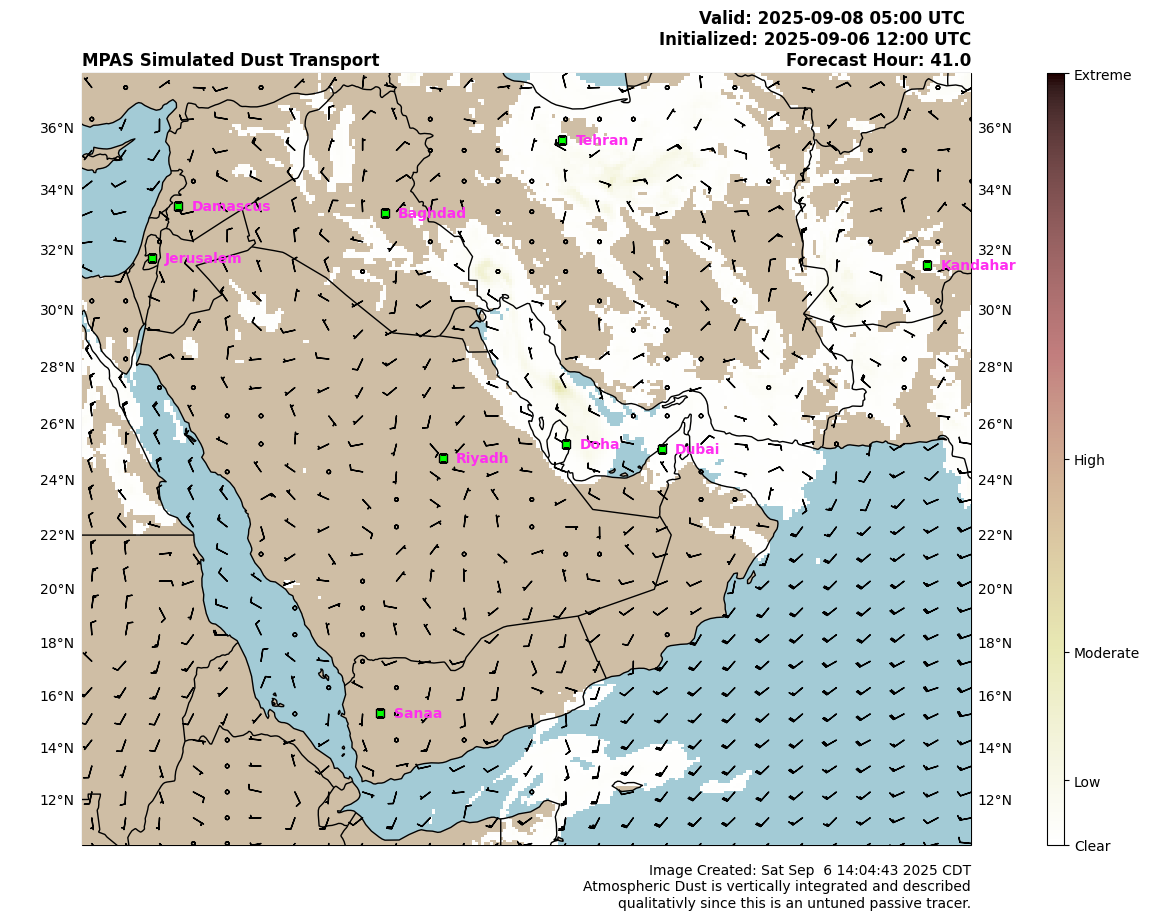 Valid: 2025-09-08 05:00 UTC
Initialized: 2025-09-06 12:00 UTC
MPAS Simulated Dust Transport
Forecast Hour: 41.0
Extreme
High
Moderate
Low
Clear
36°N
34°N
32°N
30°N
28°N
26°N
24°N
22°N
20°N
18°N
16°N
14°N
12°N
36°N
34°N
32°N
30°N
28°N
26°N
24°N
22°N
20°N
18°N
16°N
14°N
12°N
Tehran
Damascus
Baghdad
Jerusalem
Kandahar
Doha
Dubai
Riyadh
Sanaa
Image Created: Sat Sep  6 14:04:43 2025 CDT
Atmospheric Dust is vertically integrated and described
qualitativly since this is an untuned passive tracer.